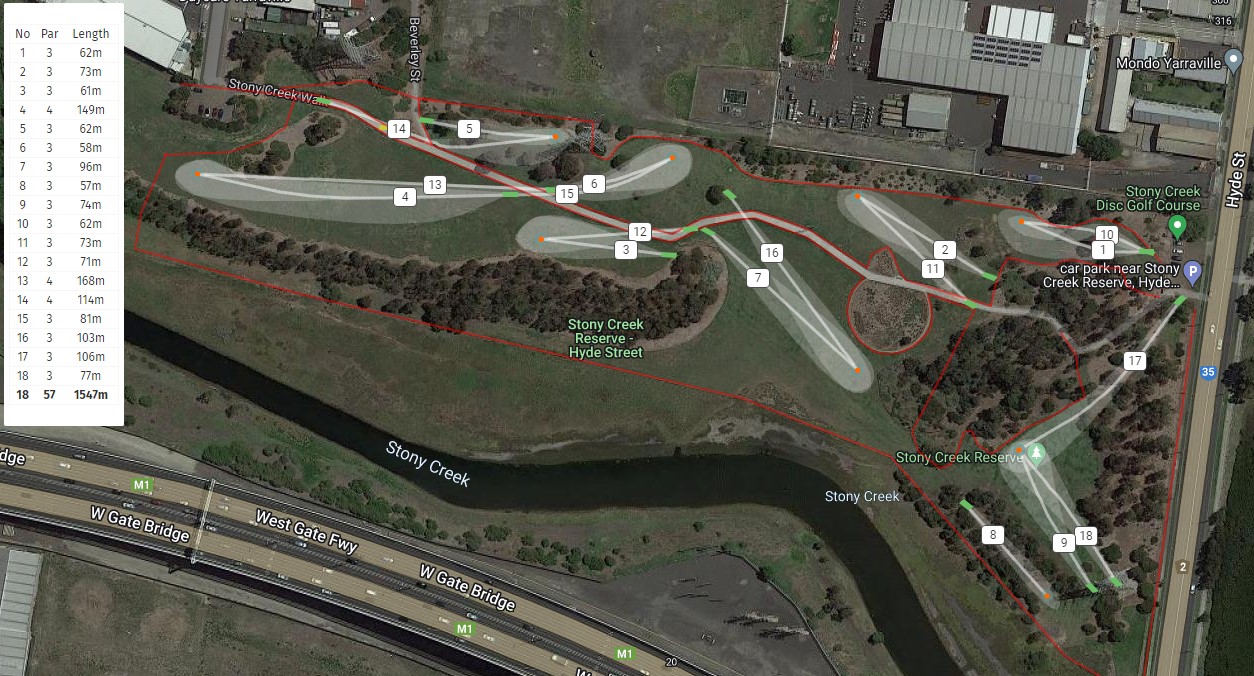 No Par Length
1 3 62m
2 3 73m
3 3 61m
4 4 149m
5 3 62m
6 3 58m
7 3 96m
8 3 57m
9 3 74m
10 3 62m
11 3 73m
12 3 71m
13 4 168m
14 4 114m
15 3 81m
16 3 103m
17 3 106m
18 3 77m
18 57 1547m
316
Beverley St
Mondo Yarraville
Stony Creek Walk
14
5
Hyde St
13
6
15
4
Stony Creek
Disc Golf Course
12
3
10
1
2
11
16
7
car park near Stony
Creek Reserve, Hyde...
P
Stony Creek
Reserve -
Hyde Street
17
35
Stony Creek
Stony Creek Reserve
Stony Creek
M1
8
9
18
W Gate Bridge
West Gate Fwy
W Gate Bridge
2
M1
M1
20